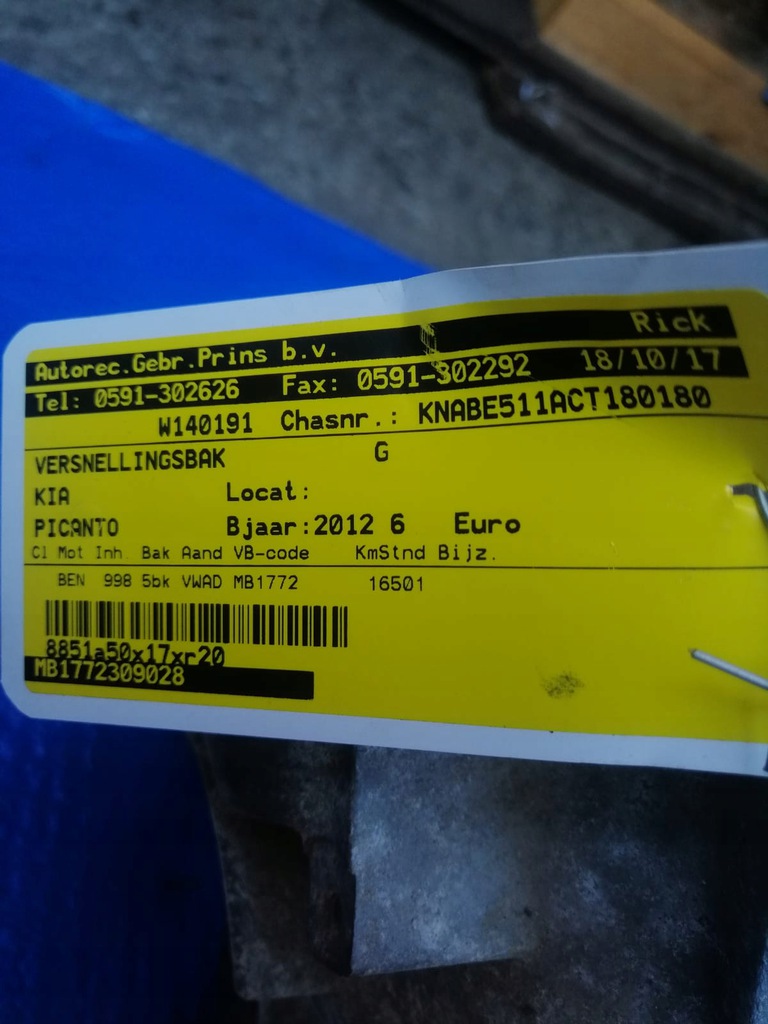 Rick
Autorec.Gebr.Prins b.v.
Tel: 0591-302626 Fax: 0591-302292 18/10/17
W140191 Chasnr.: KNABE511ACT180180
VERSNELLINGSBAK G
KIA Locat:
PICANTO Bjaar:2012 6 Euro
Cl Mot Inh. Bak Aand VB-code KmStnd Bijz.
BEN 998 5bk VWAD MB1772 16501
8851a50x17xr20
MB1772309028